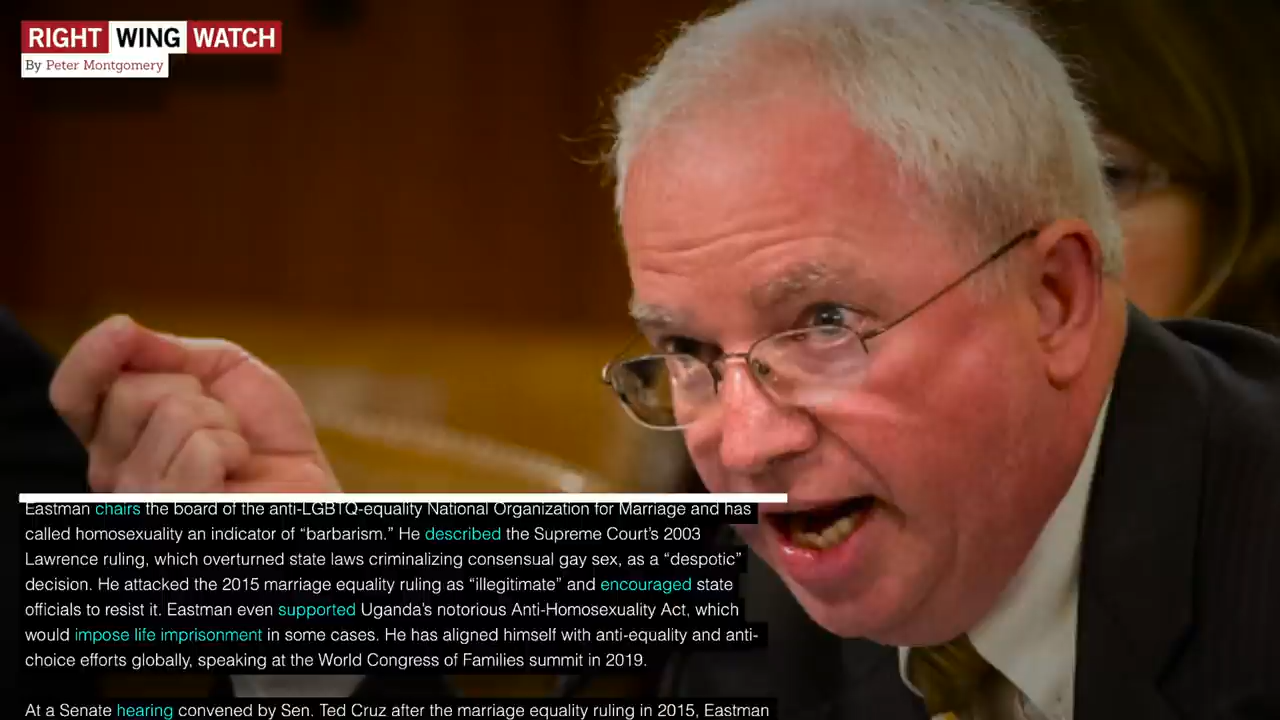 RIGHT WING WATCH
By Peter Montgomery
Eastman chairs the board of the anti-LGBTQ-equality National Organization for Marriage and has
called homosexuality an indicator of “barbarism.” He described the Supreme Court’s 2003
Lawrence ruling, which overturned state laws criminalizing consensual gay sex, as a “despotic”
decision. He attacked the 2015 marriage equality ruling as “illegitimate” and encouraged state
officials to resist it. Eastman even supported Uganda’s notorious Anti-Homosexuality Act, which
would impose life imprisonment in some cases. He has aligned himself with anti-equality and anti-
choice efforts globally, speaking at the World Congress of Families summit in 2019.
At a Senate hearing convened by Sen. Ted Cruz after the marriage equality ruling in 2015, Eastman